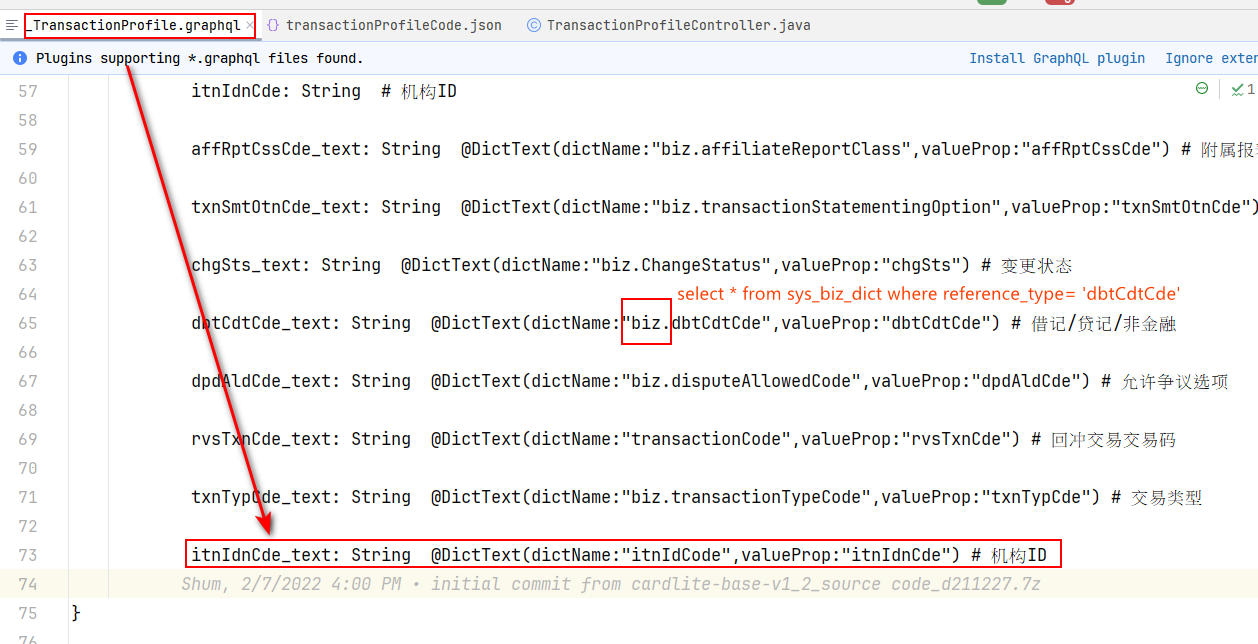 _TransactionProfile.graphql × {} transactionProfileCode.json © TransactionProfileController.java
Plugins supporting *.graphql files found. Install GraphQL plugin Ignore exten
57 itnIdnCde: String # 机构ID 1
58
59 affRptCssCde_text: String @DictText(dictName:"biz.affiliateReportClass",valueProp:"affRptCssCde") # 附属报
60
61 txnSmtOtnCde_text: String @DictText(dictName:"biz.transactionStatementingOption",valueProp:"txnSmtOtnCde")
62
63 chgSts_text: String @DictText(dictName:"biz.ChangeStatus",valueProp:"chgSts") # 变更状态
64 select * from sys_biz_dict where reference_type= 'dbtCdtCde'
65 dbtCdtCde_text: String @DictText(dictName:"biz.dbtCdtCde",valueProp:"dbtCdtCde") # 借记/贷记/非金融
66
67 dpdAldCde_text: String @DictText(dictName:"biz.disputeAllowedCode",valueProp:"dpdAldCde") # 允许争议选项
68
69 rvsTxnCde_text: String @DictText(dictName:"transactionCode",valueProp:"rvsTxnCde") # 回冲交易交易码
70
71 txnTypCde_text: String @DictText(dictName:"biz.transactionTypeCode",valueProp:"txnTypCde") # 交易类型
72
73 itnIdnCde_text: String @DictText(dictName:"itnIdCode",valueProp:"itnIdnCde") # 机构ID
74 Shum, 2/7/2022 4:00 PM • initial commit from cardlite-base-v1_2_source code_d211227.7z
75 }
76